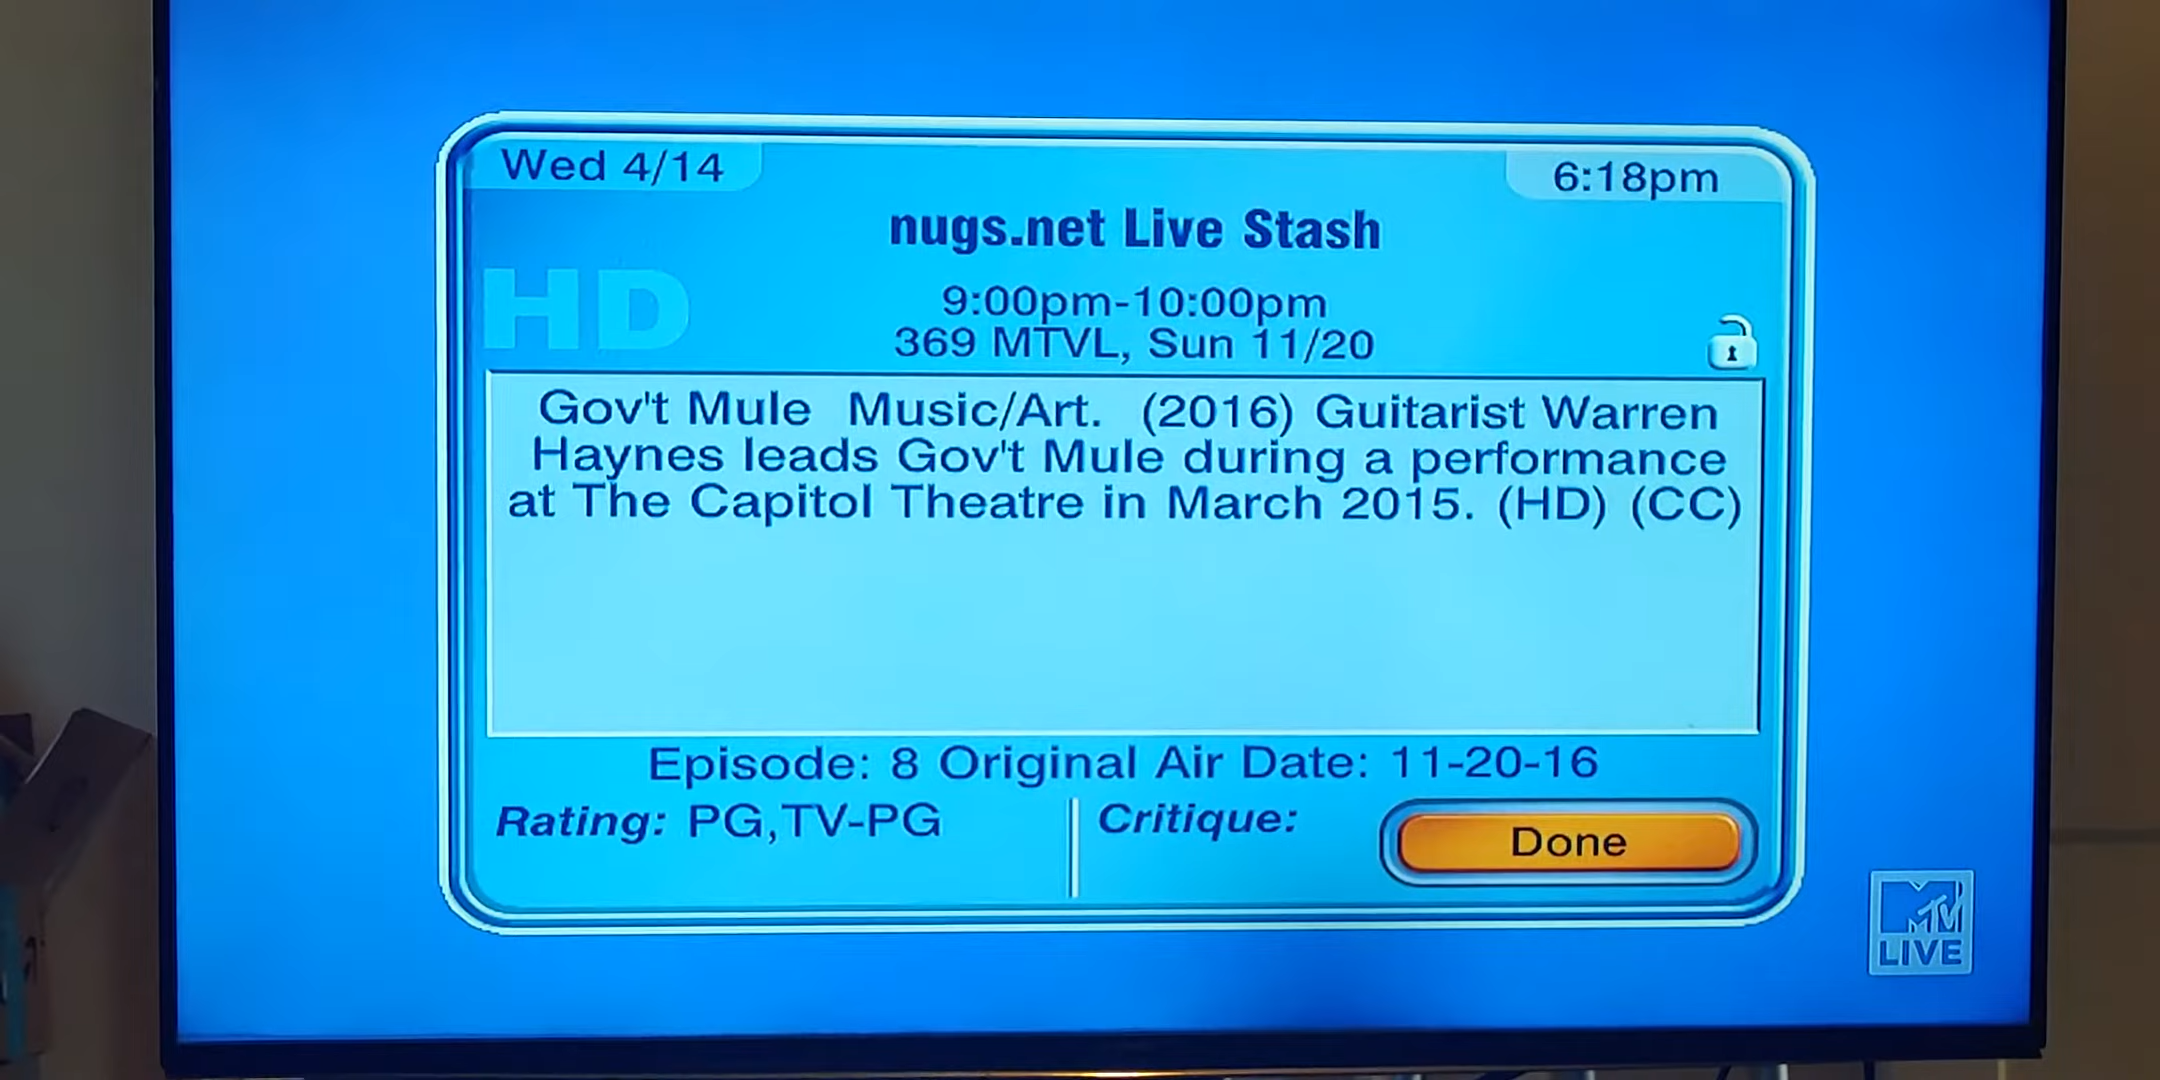 Wed 4/14
6:18pm
nugs.net Live Stash
HD
9:00pm-10:00pm
369 MTVL, Sun 11/20
Gov't Mule Music/Art. (2016) Guitarist Warren
Haynes leads Gov't Mule during a performance
at The Capitol Theatre in March 2015. (HD) (CC)
Episode: 8 Original Air Date: 11-20-16
Rating: PG,TV-PG
Critique:
Done
MTV
LIVE